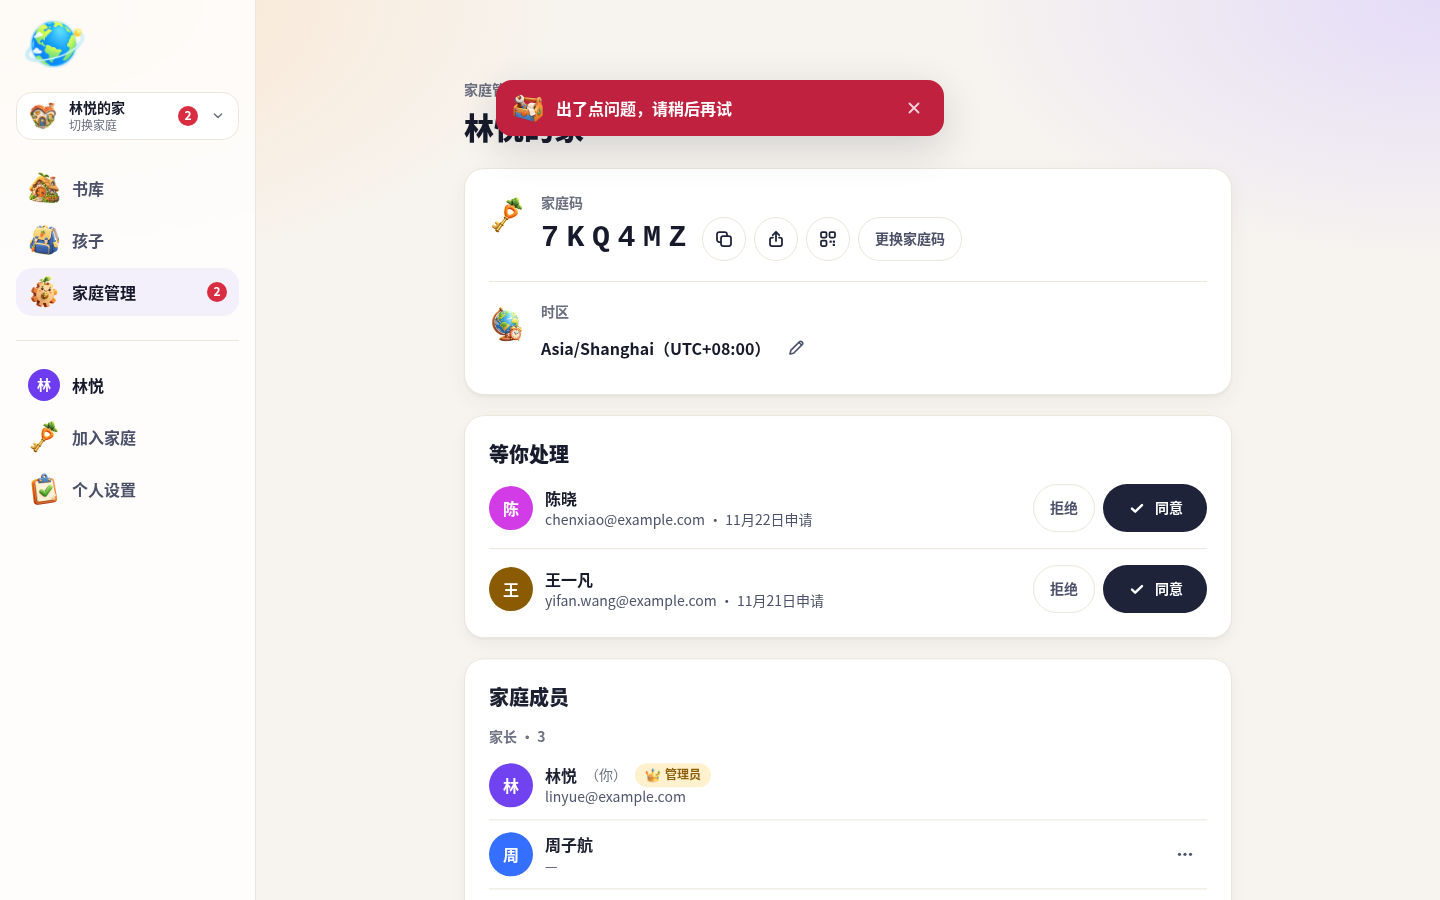 林悦的家
切换家庭
2
书库
孩子
家庭管理
2
林
林悦
加入家庭
个人设置
出了点问题，请稍后再试
家庭
林悦的家
家庭码
7KQ4MZ
更换家庭码
时区
Asia/Shanghai（UTC+08:00）
等你处理
陈
陈晓
chenxiao@example.com · 11月22日申请
拒绝
同意
王
王一凡
yifan.wang@example.com · 11月21日申请
拒绝
同意
家庭成员
家长 · 3
林
林悦 （你） 管理员
linyue@example.com
周
周子航
—